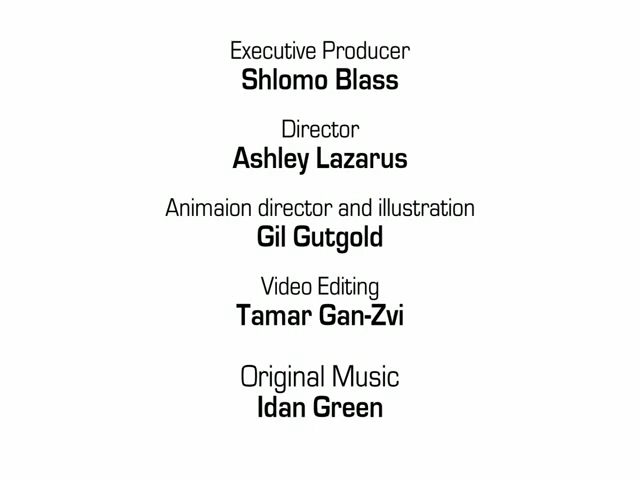 Executive Producer
Shlomo Blass
Director
Ashley Lazarus
Animaion director and illustration
Gil Gutgold
Video Editing
Tamar Gan-Zvi
Original Music
Idan Green